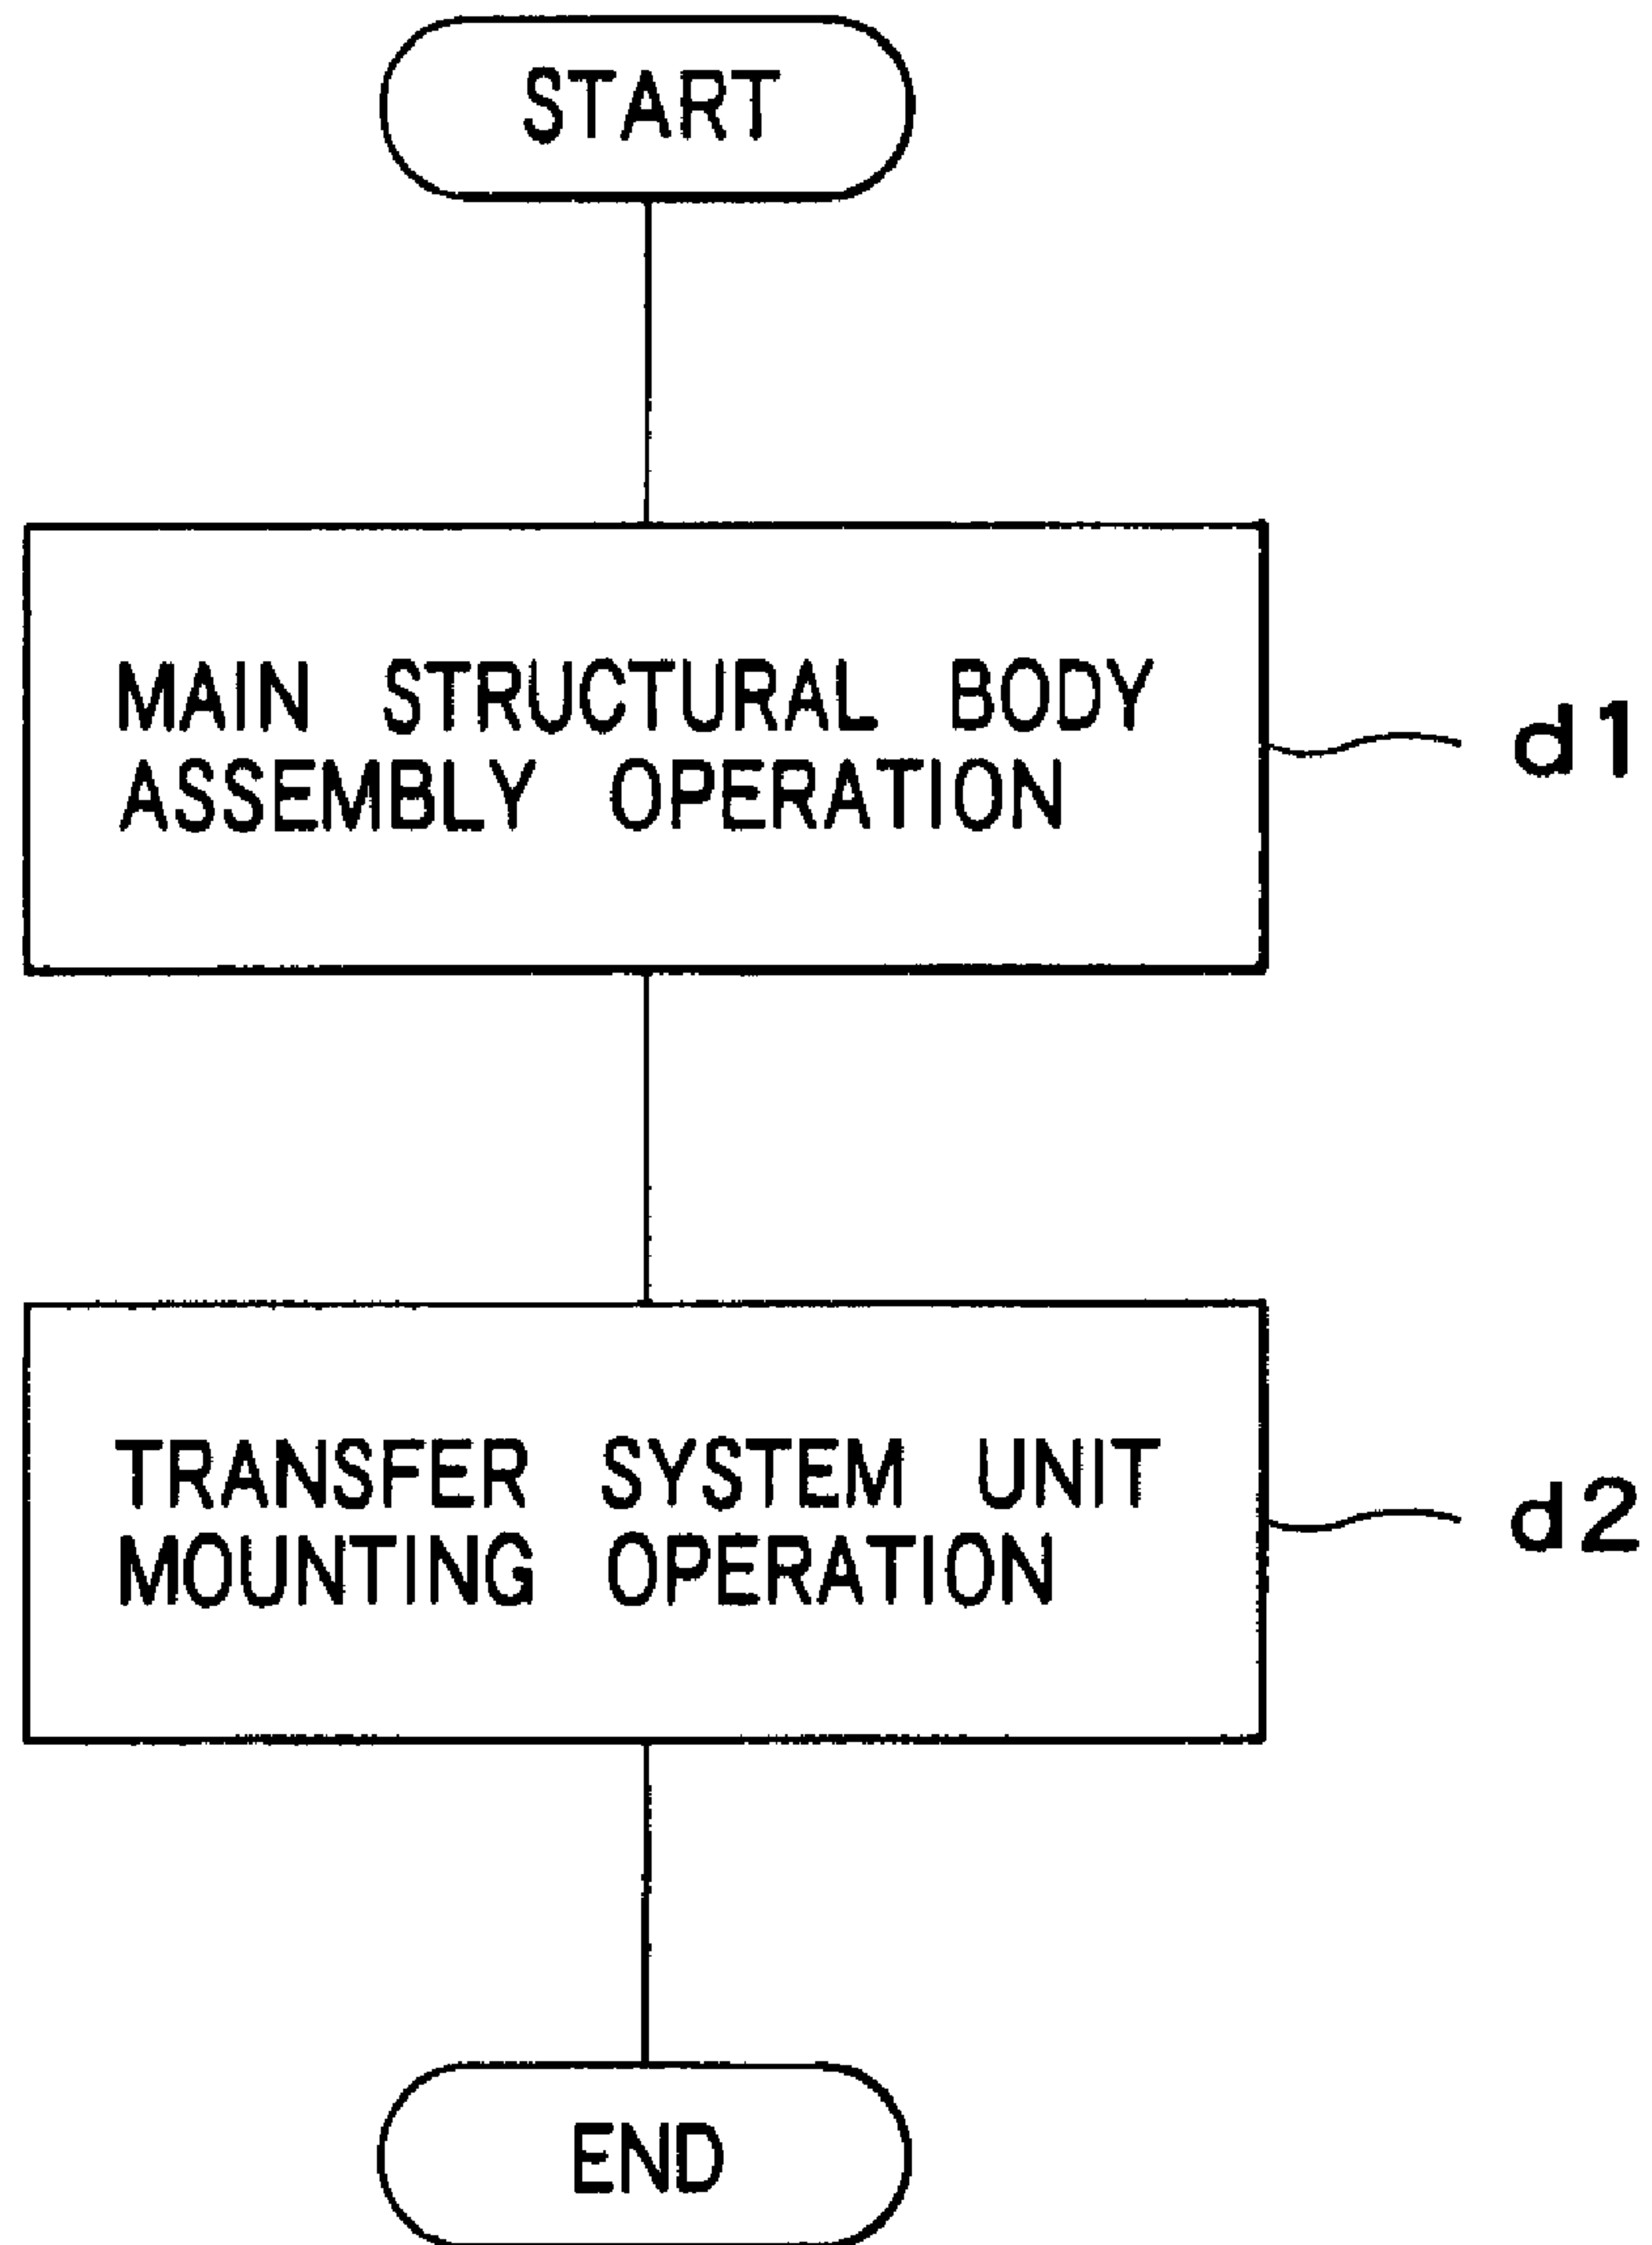 START
MAIN STRUCTURAL BODY
ASSEMBLY OPERATION
d1
TRANSFER SYSTEM UNIT
MOUNTING OPERATION
d2
END